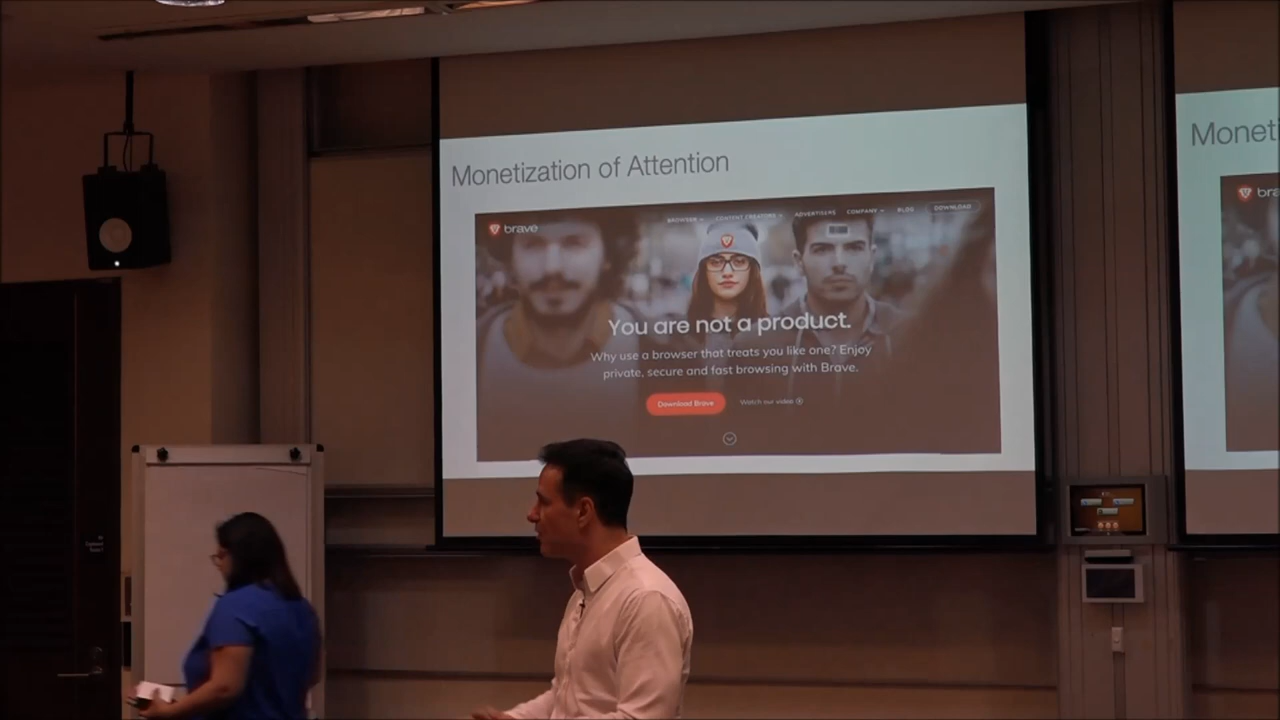 Monetization of Attention
brave
BROWSER
CONTENT CREATORS
ADVERTISERS
COMPANY
BLOG
DOWNLOAD
You are not a product.
Why use a browser that treats you like one? Enjoy
private, secure and fast browsing with Brave.
Download Brave
Watch our video
Monet
bra